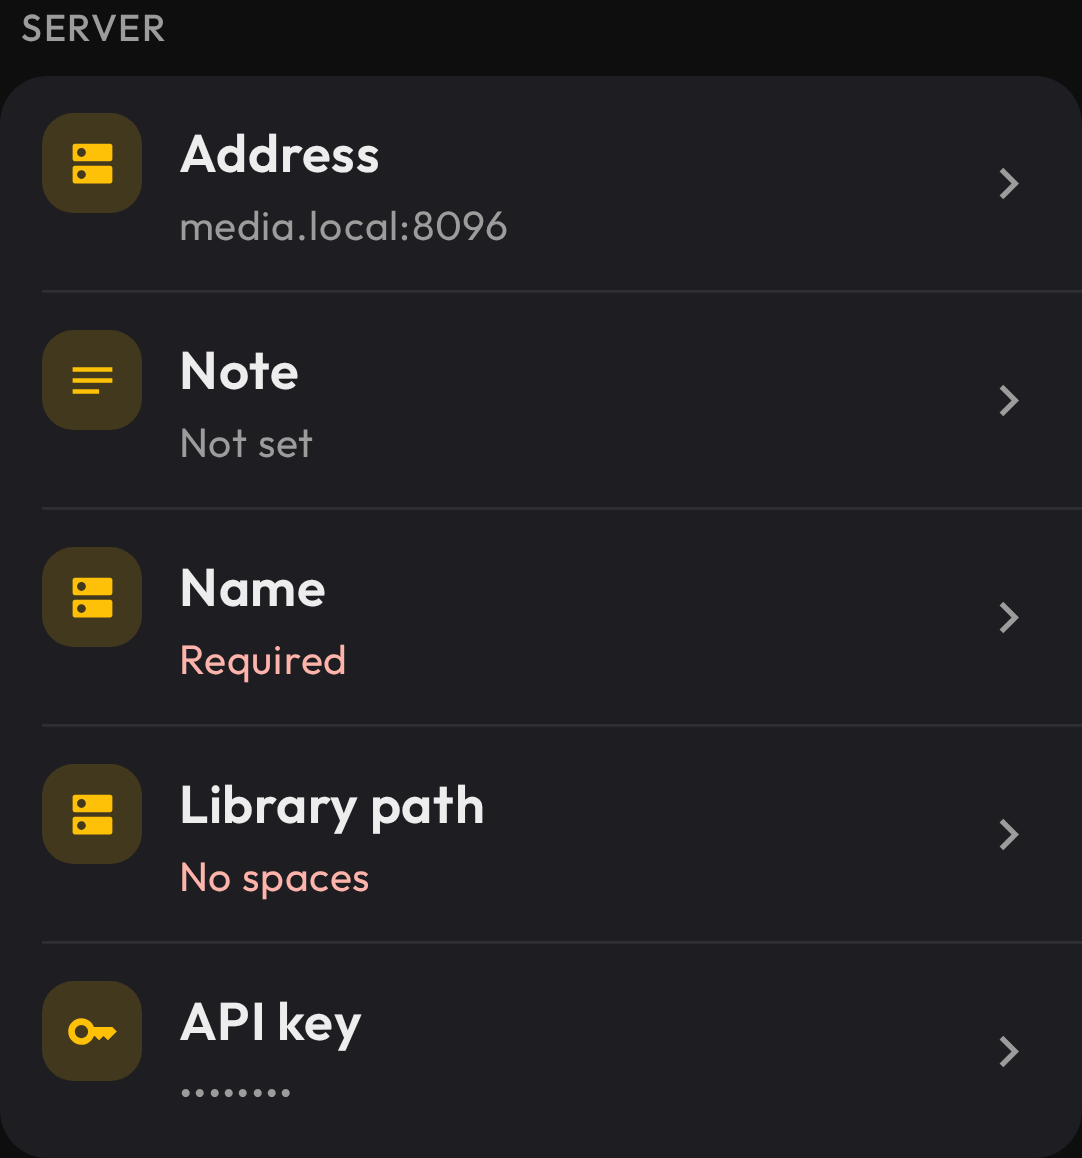 SERVER
Address
media.local:8096
Note
Not set
Name
Required
Library path
No spaces
API key
••••••••